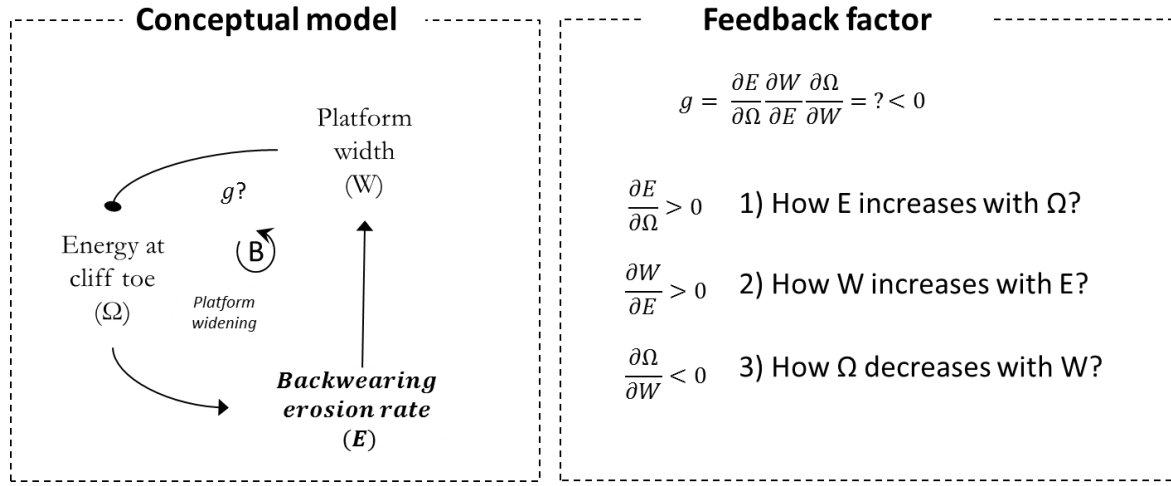 Conceptual model
Platform
width
(W)
g?
Energy at
cliff toe
(Ω)
B
Platform
widening
Backwearing
erosion rate
(E)
Feedback factor
g = ∂E/∂Ω ∂W/∂E ∂Ω/∂W = ? < 0
∂E/∂Ω > 0 1) How E increases with Ω?
∂W/∂E > 0 2) How W increases with E?
∂Ω/∂W < 0 3) How Ω decreases with W?